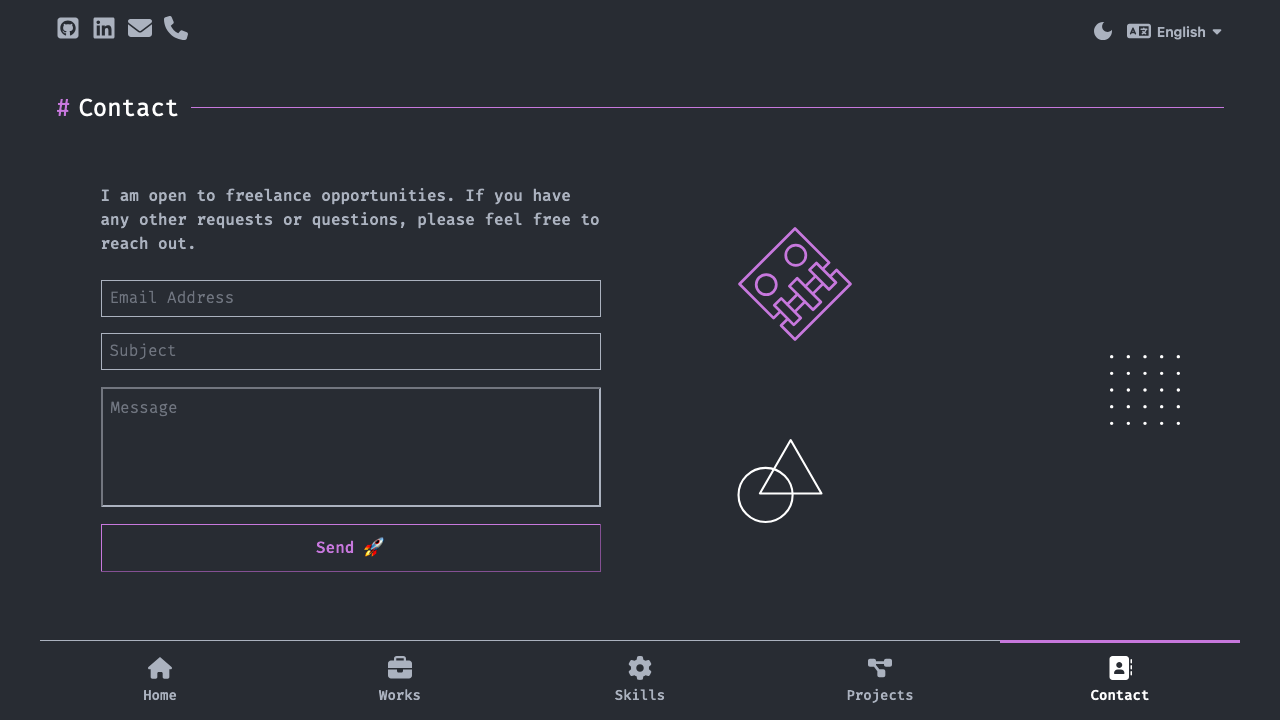 English
# Contact
I am open to freelance opportunities. If you have
any other requests or questions, please feel free to
reach out.
Email Address
Subject
Message
Send 🚀
Home
Works
Skills
Projects
Contact